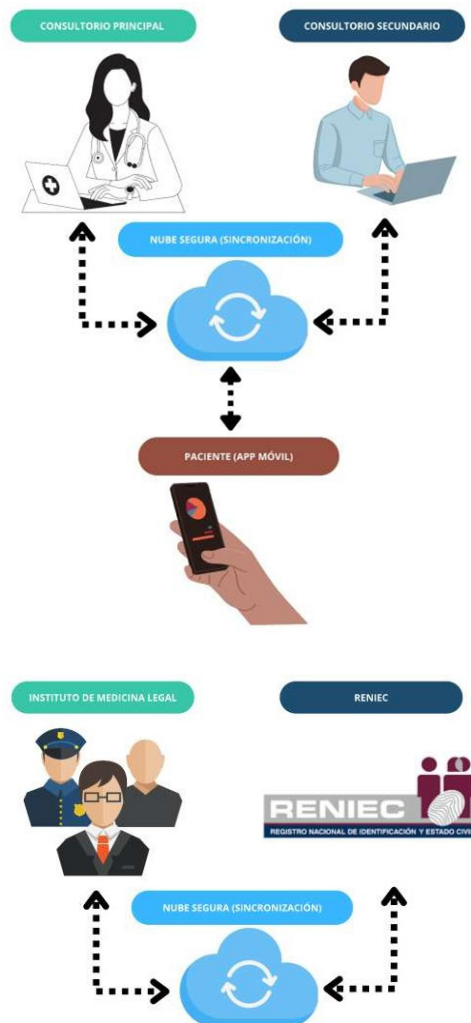 CONSULTORIO PRINCIPAL
CONSULTORIO SECUNDARIO
NUBE SEGURA (SINCRONIZACIÓN)
PACIENTE (APP MÓVIL)
INSTITUTO DE MEDICINA LEGAL
RENIEC
RENIEC
REGISTRO NACIONAL DE IDENTIFICACIÓN Y ESTADO CIVI
NUBE SEGURA (SINCRONIZACIÓN)